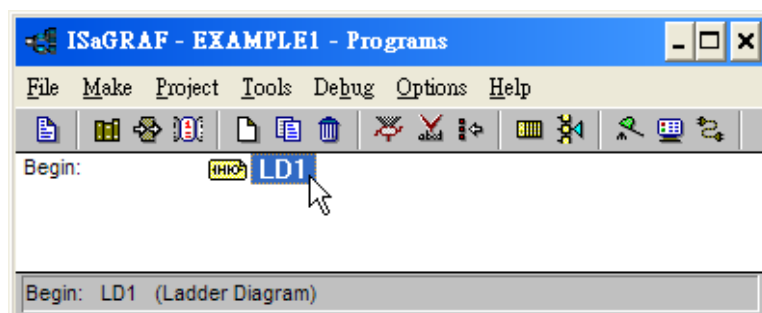 ISaGRAF - EXAMPLE1 - Programs
File Make Project Tools Debug Options Help
Begin: LD1
Begin: LD1 (Ladder Diagram)